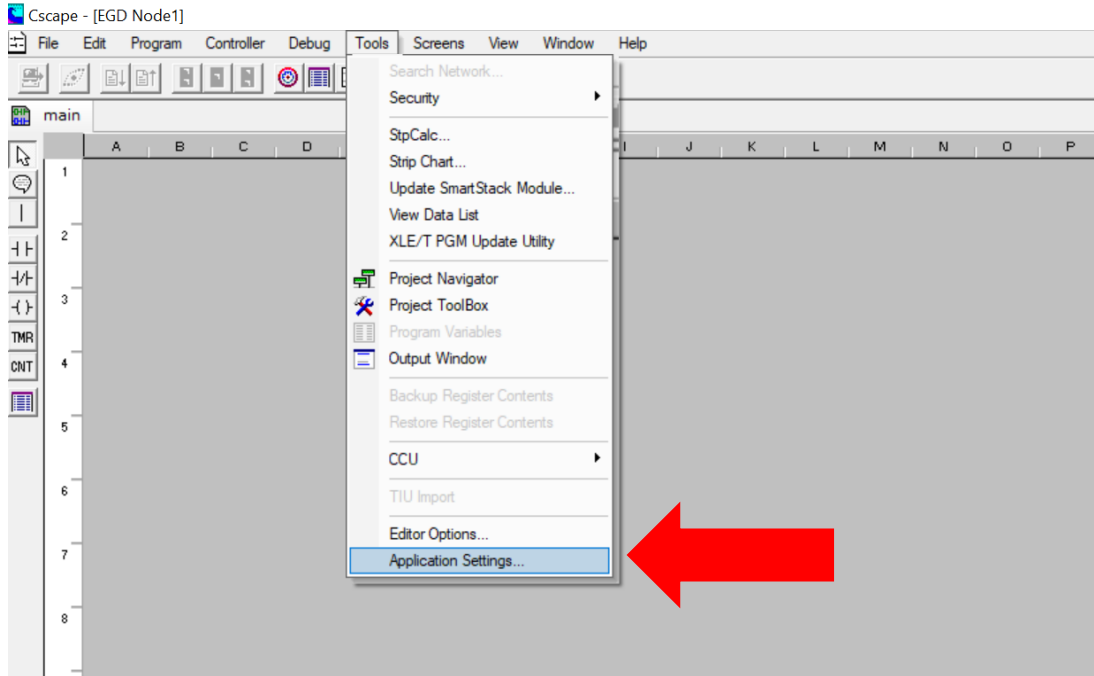 Cscape - [EGD Node1]
File Edit Program Controller Debug Tools Screens View Window Help
main
A B C D I J K L M N O P
Search Network...
Security
StpCalc...
Strip Chart...
Update SmartStack Module...
View Data List
XLE/T PGM Update Utility
Project Navigator
Project ToolBox
Program Variables
Output Window
Backup Register Contents
Restore Register Contents
CCU
TIU Import
Editor Options...
Application Settings...
TMR
CNT
1
2
3
4
5
6
7
8